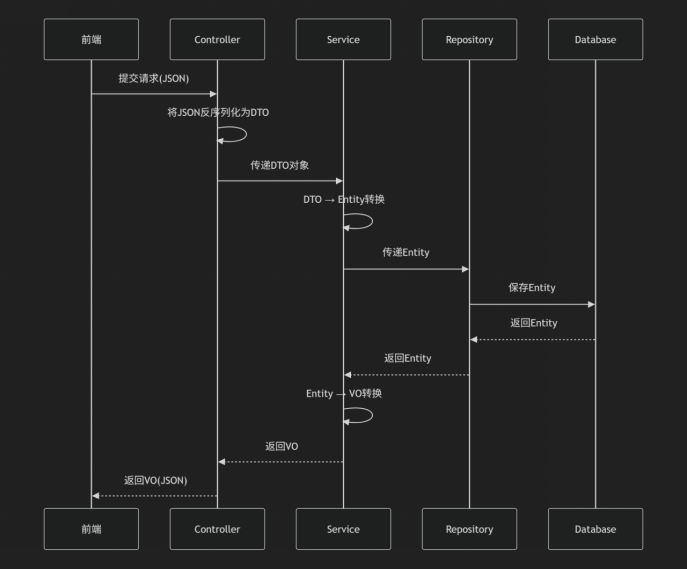 前端
Controller
Service
Repository
Database
提交请求(JSON)
将JSON反序列化为DTO
传递DTO对象
DTO → Entity转换
传递Entity
保存Entity
返回Entity
返回Entity
Entity → VO转换
返回VO
返回VO(JSON)
前端
Controller
Service
Repository
Database